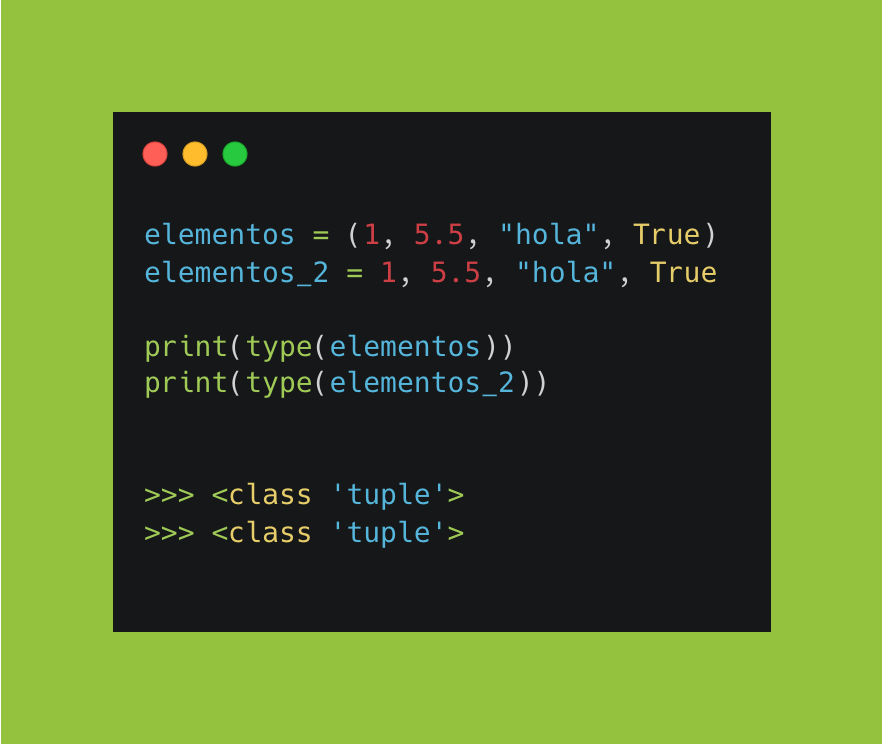 elementos = (1, 5.5, "hola", True)
elementos_2 = 1, 5.5, "hola", True
print(type(elementos))
print(type(elementos_2))
>>> <class 'tuple'>
>>> <class 'tuple'>